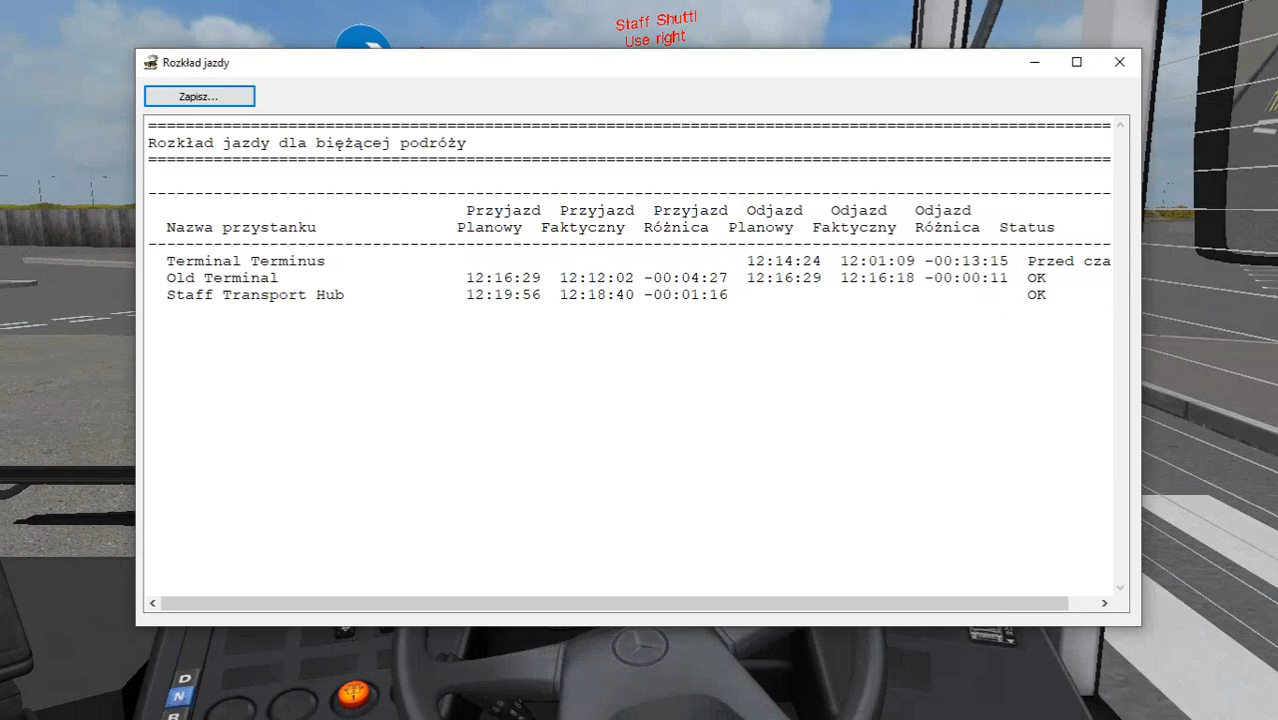 Staff Shuttl
Use right
Rozkład jazdy
Zapisz...
=======================================================================================================
Rozkład jazdy dla biężącej podróży
=======================================================================================================
-------------------------------------------------------------------------------------------------------
Przyjazd Przyjazd Przyjazd Odjazd Odjazd Odjazd
Nazwa przystanku Planowy Faktyczny Różnica Planowy Faktyczny Różnica Status
-------------------------------------------------------------------------------------------------------
Terminal Terminus 12:14:24 12:01:09 -00:13:15 Przed cza
Old Terminal 12:16:29 12:12:02 -00:04:27 12:16:29 12:16:18 -00:00:11 OK
Staff Transport Hub 12:19:56 12:18:40 -00:01:16 OK
D
N
R
1